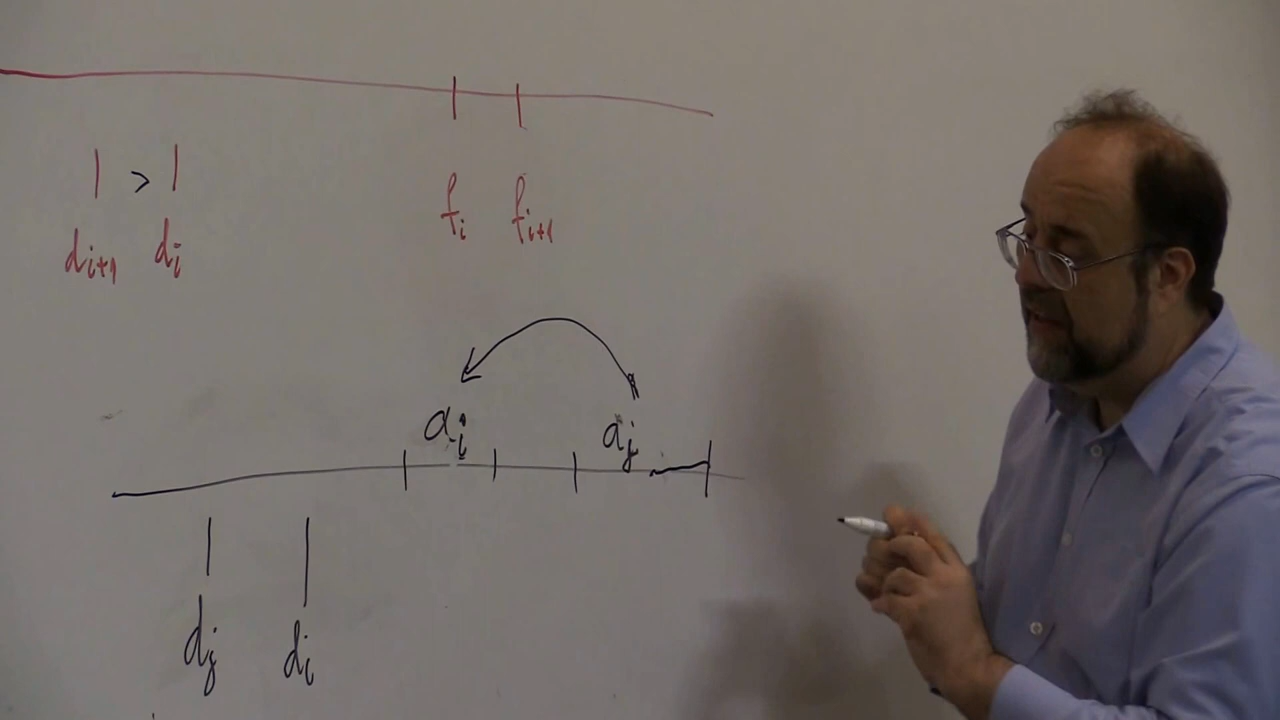 | > | f_i f_{i+1}
d_{i+1} d_i
a_i a_j
d_j d_i